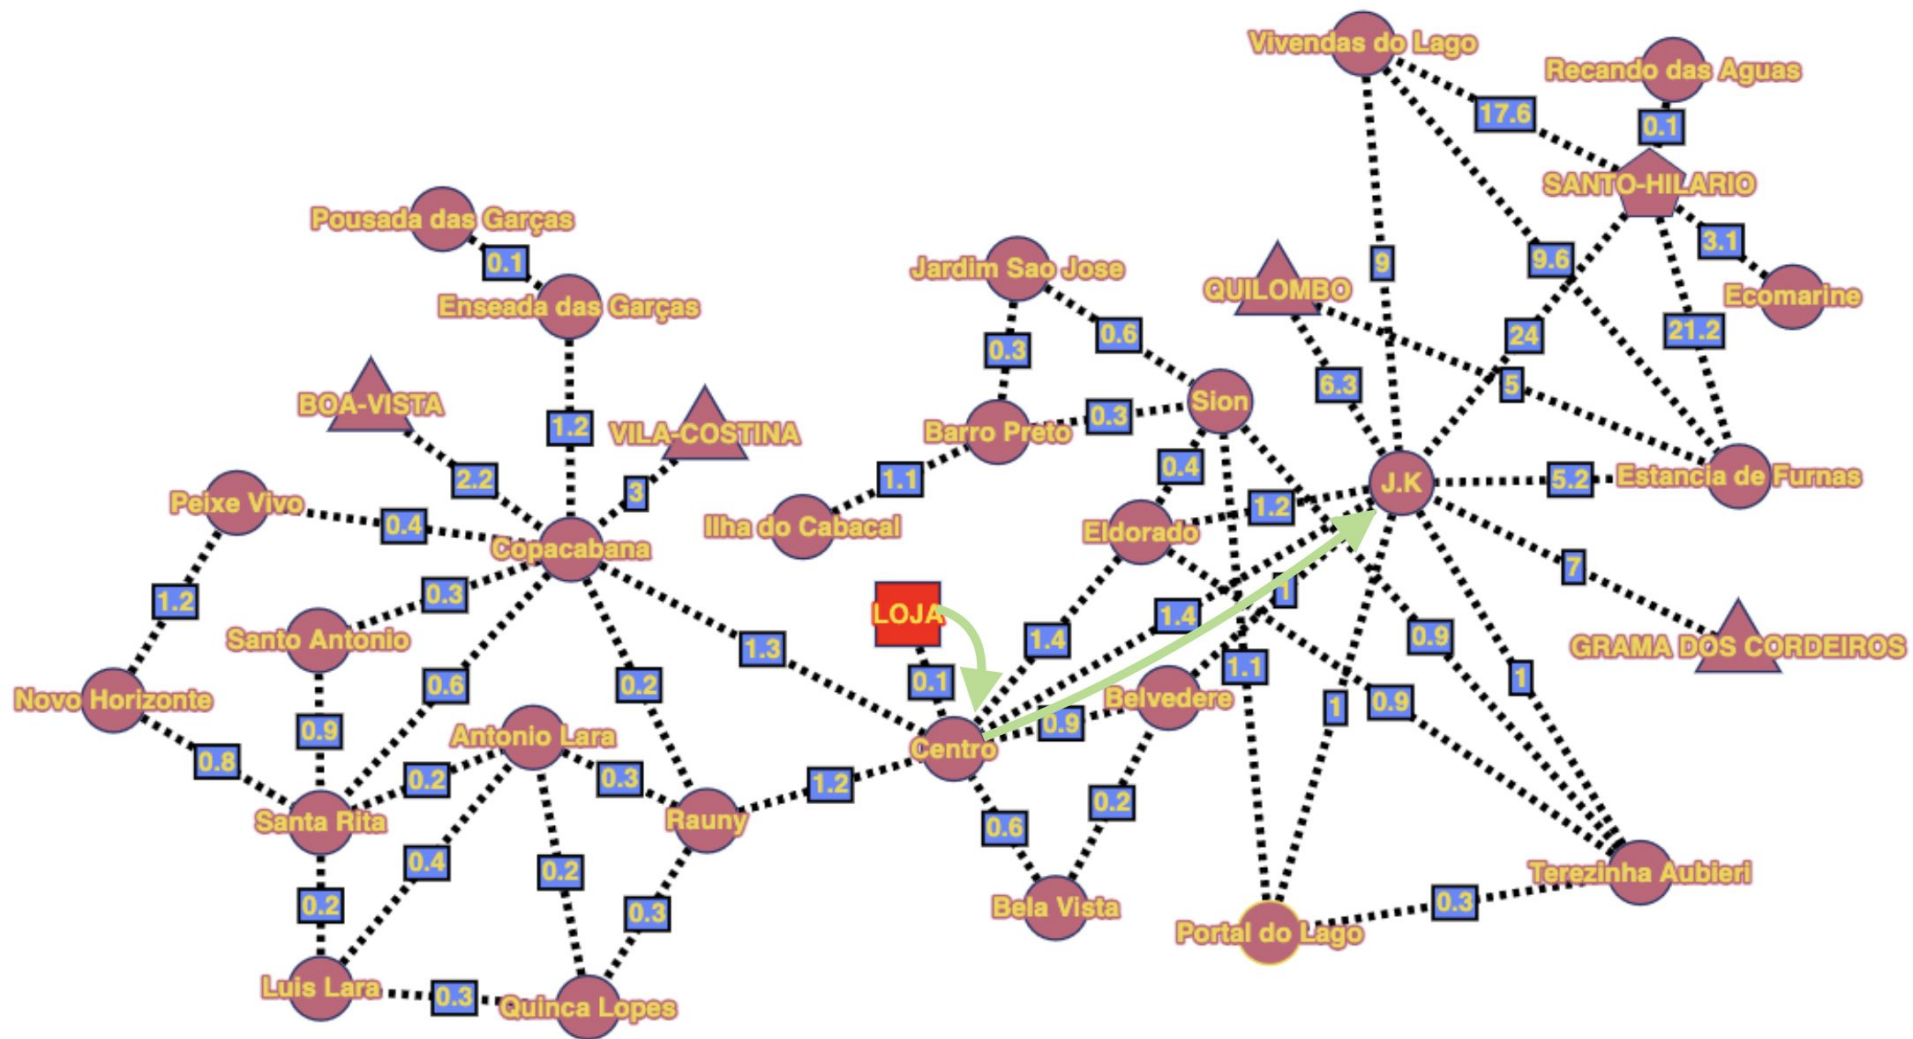 Vivendas do Lago
Recando das Aguas
17.6
0.1
SANTO-HILARIO
Pousada das Garças
0.1
3.1
Jardim Sao Jose
9
9.6
QUILOMBO
Ecomarine
Enseada das Garças
24
21.2
0.6
0.3
6.3
5
BOA-VISTA
Sion
0.3
1.2
VILA-COSTINA
Barro Preto
0.4
2.2
1.1
J.K
5.2
Estancia de Furnas
3
Peixe Vivo
1.2
0.4
Ilha do Cabacal
Eldorado
Copacabana
7
1
1.2
0.3
LOJA
1.4
Santo Antonio
1.4
0.9
GRAMA DOS CORDEIROS
1.3
1.1
1
0.6
0.2
0.1
Novo Horizonte
Belvedere
0.9
1
0.9
0.9
Antonio Lara
Centro
0.8
0.2
0.3
1.2
0.2
Santa Rita
Rauny
0.6
0.4
0.2
Terezinha Aubieri
0.2
0.3
Bela Vista
0.3
Portal do Lago
Luis Lara
0.3
Quinca Lopes